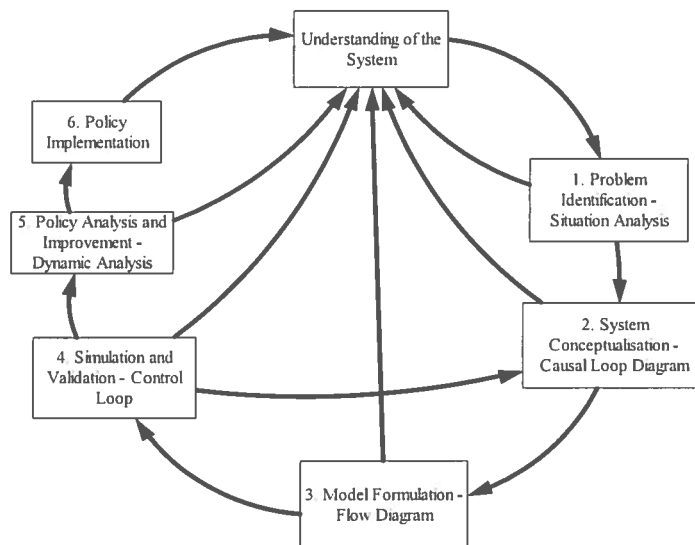 Understanding of the
System
6. Policy
Implementation
1. Problem
Identification -
Situation Analysis
5. Policy Analysis and
Improvement -
Dynamic Analysis
2. System
Conceptualisation -
Causal Loop Diagram
4. Simulation and
Validation - Control
Loop
3. Model Formulation -
Flow Diagram